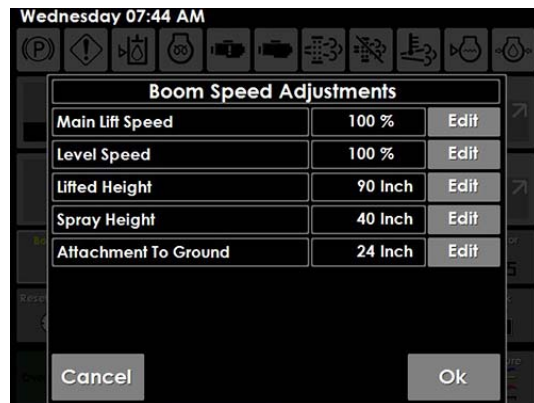 Wednesday 07:44 AM
(P)
Boom Speed Adjustments
Main Lift Speed 100 % Edit
Level Speed 100 % Edit
Lifted Height 90 Inch Edit
Spray Height 40 Inch Edit
Attachment To Ground 24 Inch Edit
Cancel Ok